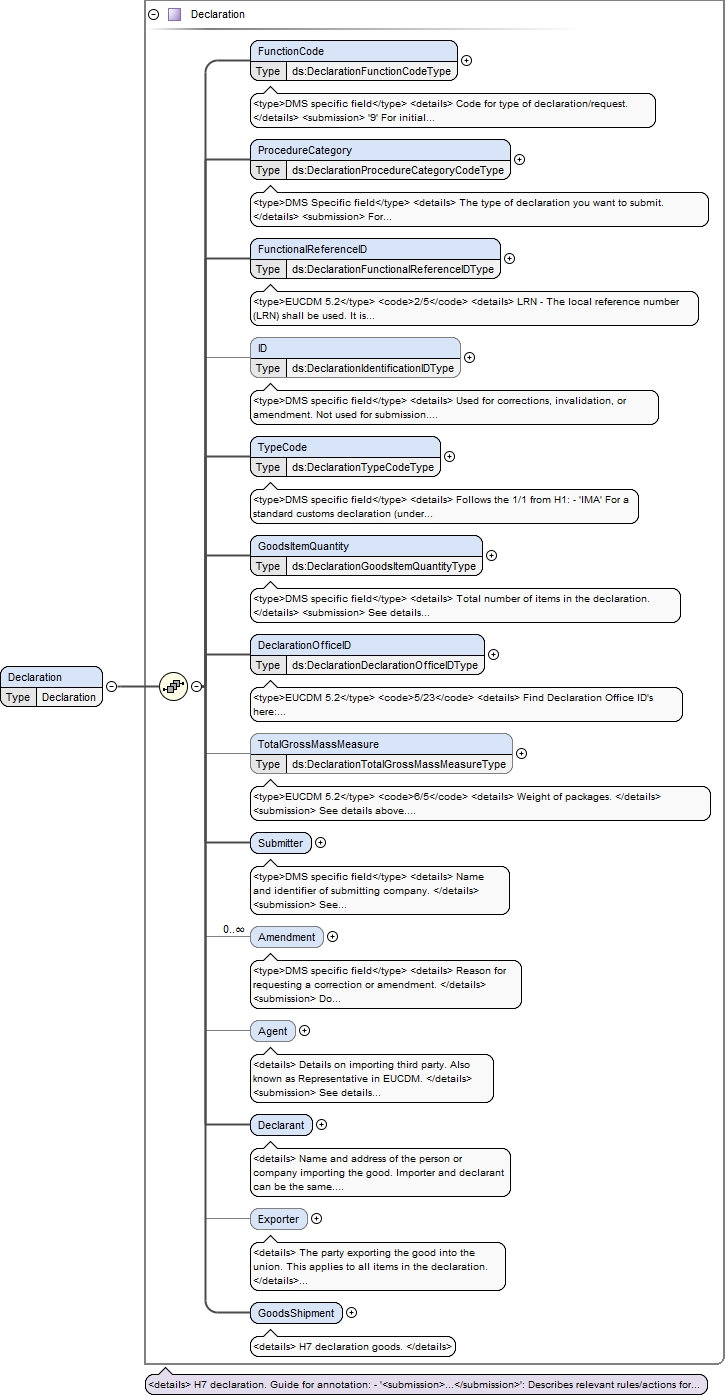 Declaration
FunctionCode
Type ds:DeclarationFunctionCodeType
<type>DMS specific field</type> <details> Code for type of declaration/request.
</details> <submission> '9' For initial...
ProcedureCategory
Type ds:DeclarationProcedureCategoryCodeType
<type>DMS Specific field</type> <details> The type of declaration you want to submit.
</details> <submission> For...
FunctionalReferenceID
Type ds:DeclarationFunctionalReferenceIDType
<type>EUCDM 5.2</type> <code>2/5</code> <details> LRN - The local reference number
(LRN) shall be used. It is...
ID
Type ds:DeclarationIdentificationIDType
<type>DMS specific field</type> <details> Used for corrections, invalidation, or
amendment. Not used for submission....
TypeCode
Type ds:DeclarationTypeCodeType
<type>DMS specific field</type> <details> Follows the 1/1 from H1: - 'IMA' For a
standard customs declaration (under...
GoodsItemQuantity
Type ds:DeclarationGoodsItemQuantityType
<type>DMS specific field</type> <details> Total number of items in the declaration.
</details> <submission> See details...
DeclarationOfficeID
Type ds:DeclarationDeclarationOfficeIDType
<type>EUCDM 5.2</type> <code>5/23</code> <details> Find Declaration Office ID's
here:...
Declaration
Type Declaration
TotalGrossMassMeasure
Type ds:DeclarationTotalGrossMassMeasureType
<type>EUCDM 5.2</type> <code>6/5</code> <details> Weight of packages. </details>
<submission> See details above....
Submitter
<type>DMS specific field</type> <details> Name
and identifier of submitting company. </details>
<submission> See...
0..∞ Amendment
<type>DMS specific field</type> <details> Reason for
requesting a correction or amendment. </details>
<submission> Do...
Agent
<details> Details on importing third party. Also
known as Representative in EUCDM. </details>
<submission> See details...
Declarant
<details> Name and address of the person or
company importing the good. Importer and declarant
can be the same....
Exporter
<details> The party exporting the good into the
union. This applies to all items in the declaration.
</details>...
GoodsShipment
<details> H7 declaration goods. </details>
<details> H7 declaration. Guide for annotation: - '<submission>...</submission>': Describes relevant rules/actions for...